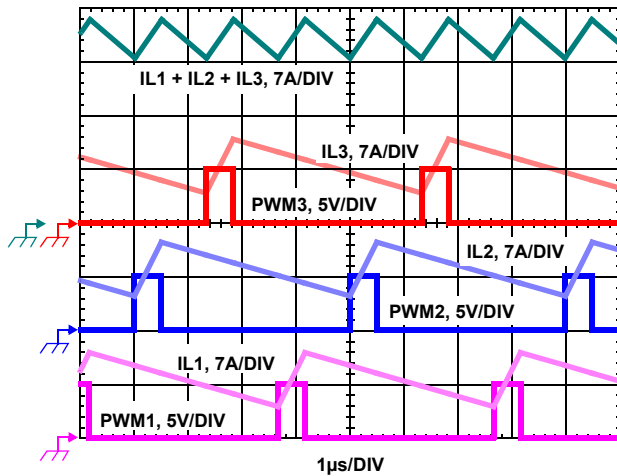 IL1 + IL2 + IL3, 7A/DIV
IL3, 7A/DIV
PWM3, 5V/DIV
IL2, 7A/DIV
PWM2, 5V/DIV
IL1, 7A/DIV
PWM1, 5V/DIV
1µs/DIV